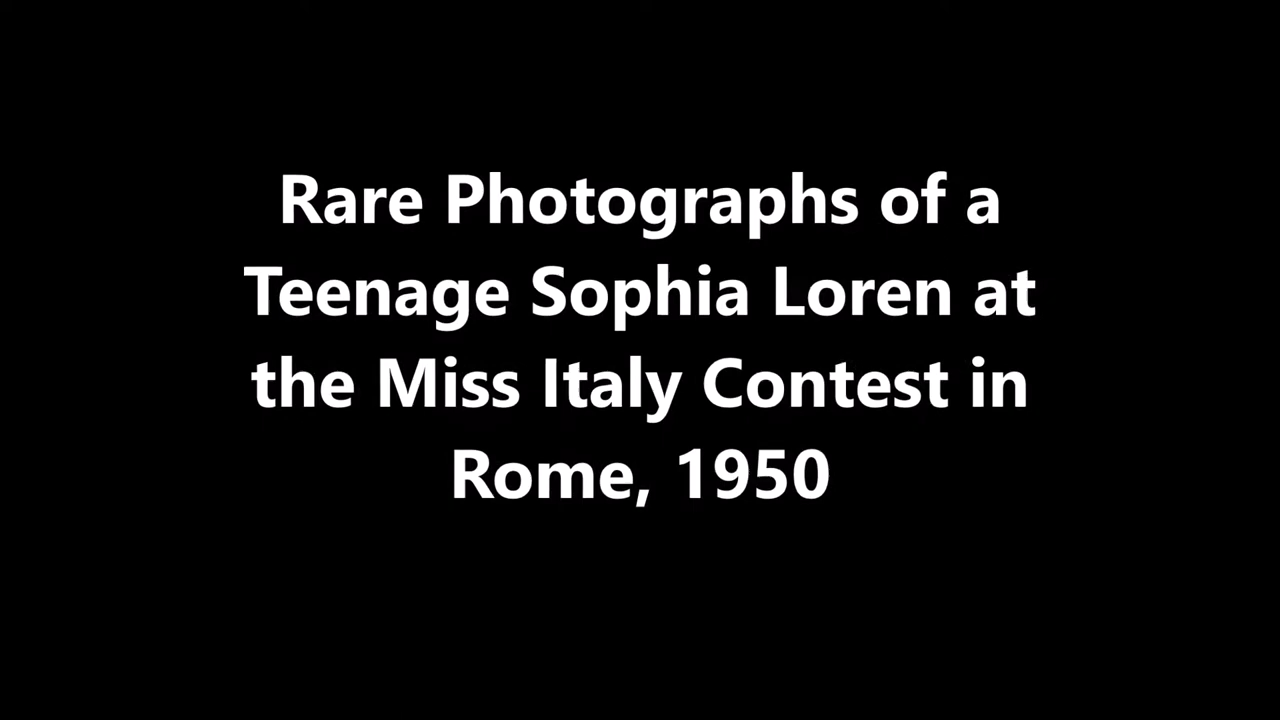 Rare Photographs of a
Teenage Sophia Loren at
the Miss Italy Contest in
Rome, 1950